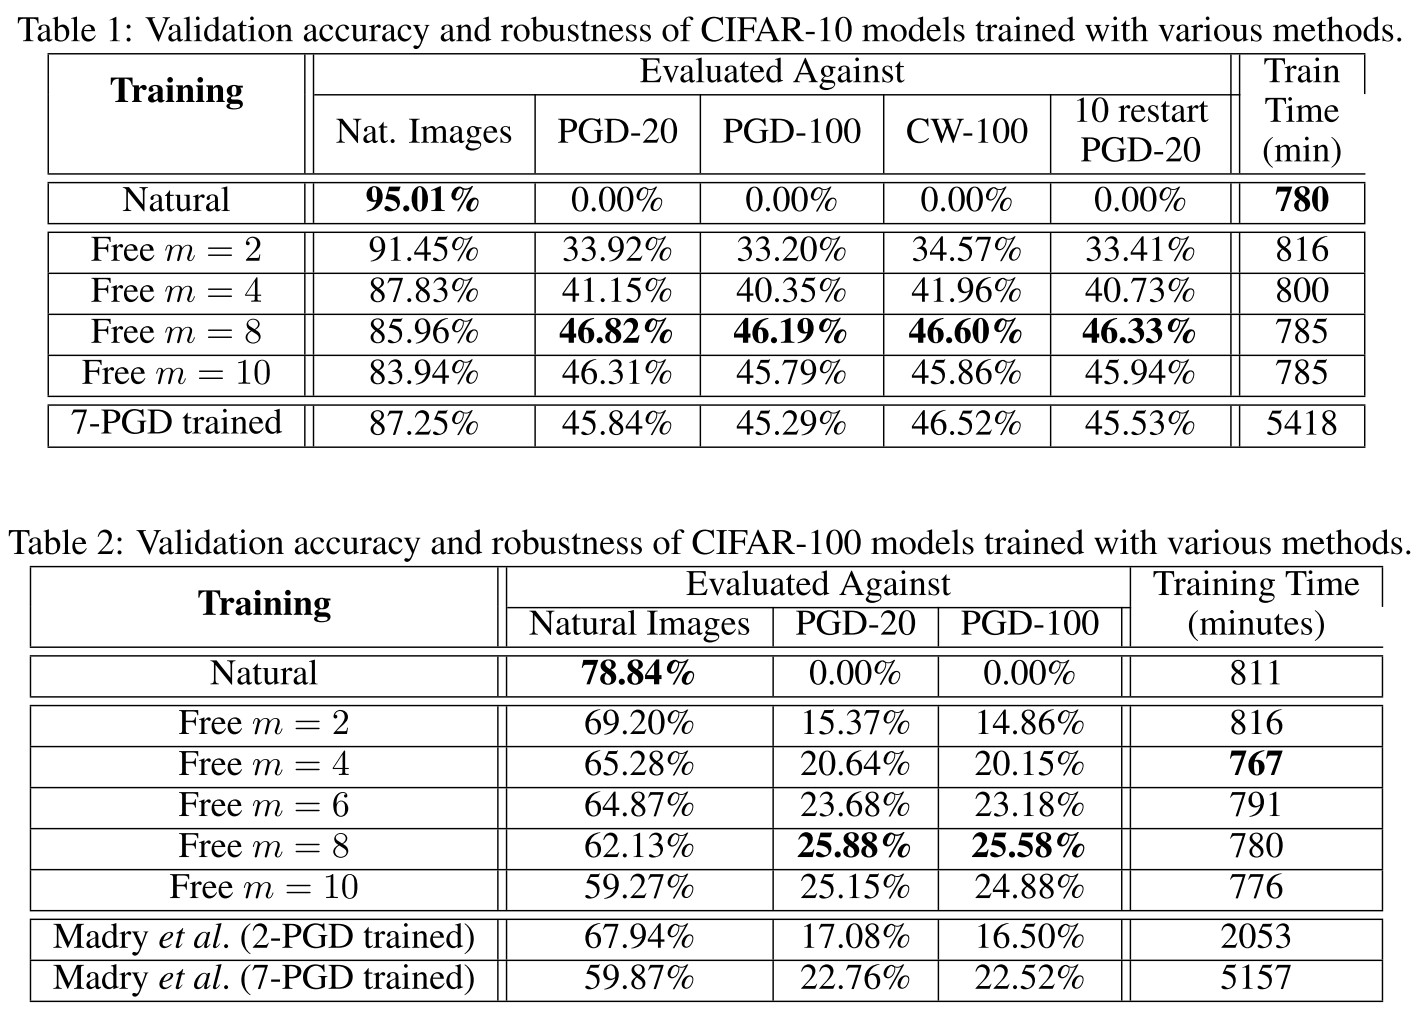 Table 1: Validation accuracy and robustness of CIFAR-10 models trained with various methods.
Training Evaluated Against Train Time (min)
Nat. Images PGD-20 PGD-100 CW-100 10 restart PGD-20
Natural 95.01% 0.00% 0.00% 0.00% 0.00% 780
Free m = 2 91.45% 33.92% 33.20% 34.57% 33.41% 816
Free m = 4 87.83% 41.15% 40.35% 41.96% 40.73% 800
Free m = 8 85.96% 46.82% 46.19% 46.60% 46.33% 785
Free m = 10 83.94% 46.31% 45.79% 45.86% 45.94% 785
7-PGD trained 87.25% 45.84% 45.29% 46.52% 45.53% 5418
Table 2: Validation accuracy and robustness of CIFAR-100 models trained with various methods.
Training Evaluated Against Training Time (minutes)
Natural Images PGD-20 PGD-100
Natural 78.84% 0.00% 0.00% 811
Free m = 2 69.20% 15.37% 14.86% 816
Free m = 4 65.28% 20.64% 20.15% 767
Free m = 6 64.87% 23.68% 23.18% 791
Free m = 8 62.13% 25.88% 25.58% 780
Free m = 10 59.27% 25.15% 24.88% 776
Madry et al. (2-PGD trained) 67.94% 17.08% 16.50% 2053
Madry et al. (7-PGD trained) 59.87% 22.76% 22.52% 5157